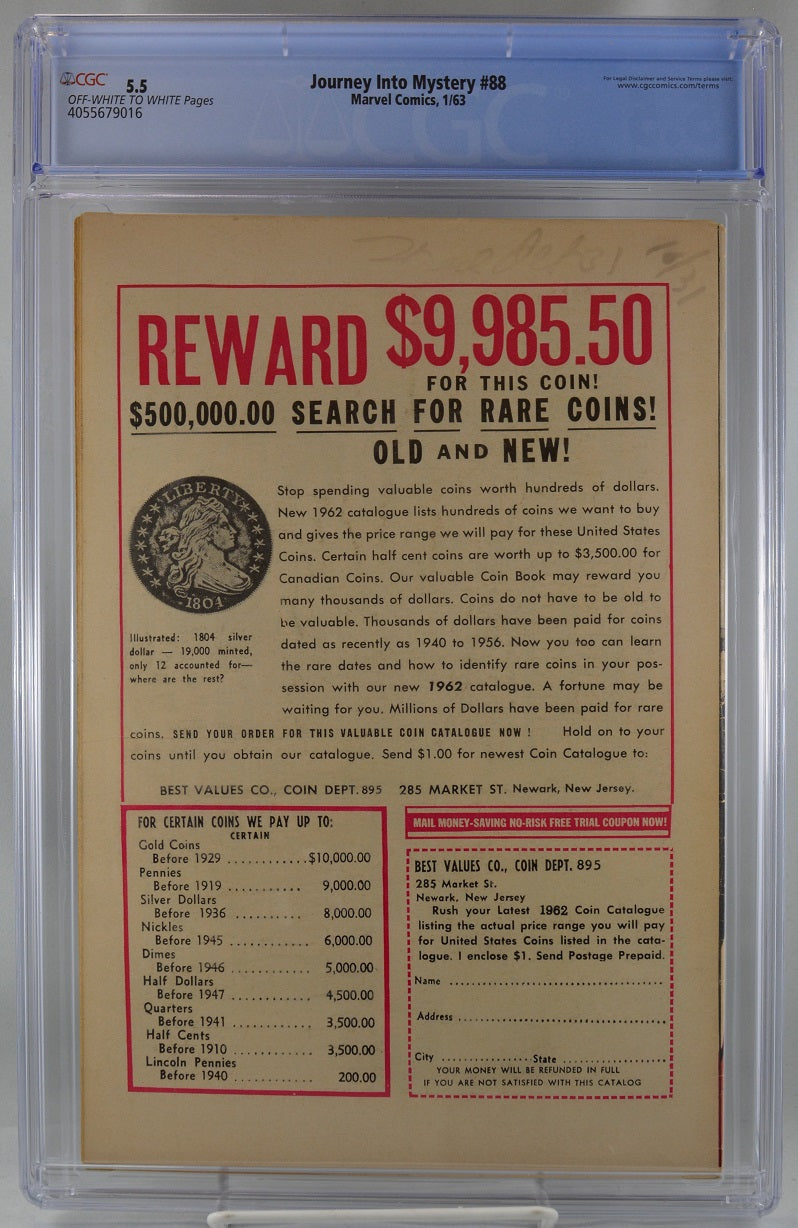 CGC 5.5
OFF-WHITE TO WHITE Pages
4055679016
Journey Into Mystery #88
Marvel Comics, 1/63
For Legal Disclaimer and Service Terms please visit:
www.cgccomics.com/terms
CGC
10/31
REWARD $9,985.50
FOR THIS COIN!
$500,000.00 SEARCH FOR RARE COINS!
OLD AND NEW!
LIBERTY
1804
Illustrated: 1804 silver
dollar — 19,000 minted,
only 12 accounted for—
where are the rest?
Stop spending valuable coins worth hundreds of dollars.
New 1962 catalogue lists hundreds of coins we want to buy
and gives the price range we will pay for these United States
Coins. Certain half cent coins are worth up to $3,500.00 for
Canadian Coins. Our valuable Coin Book may reward you
many thousands of dollars. Coins do not have to be old to
be valuable. Thousands of dollars have been paid for coins
dated as recently as 1940 to 1956. Now you too can learn
the rare dates and how to identify rare coins in your pos-
session with our new 1962 catalogue. A fortune may be
waiting for you. Millions of Dollars have been paid for rare
coins. SEND YOUR ORDER FOR THIS VALUABLE COIN CATALOGUE NOW ! Hold on to your
coins until you obtain our catalogue. Send $1.00 for newest Coin Catalogue to:
BEST VALUES CO., COIN DEPT. 895 285 MARKET ST. Newark, New Jersey.
FOR CERTAIN COINS WE PAY UP TO:
CERTAIN
Gold Coins
Before 1929 ............$10,000.00
Pennies
Before 1919 ........... 9,000.00
Silver Dollars
Before 1936 .......... 8,000.00
Nickles
Before 1945 ............ 6,000.00
Dimes
Before 1946 ............ 5,000.00
Half Dollars
Before 1947 ............ 4,500.00
Quarters
Before 1941 ............ 3,500.00
Half Cents
Before 1910 ............ 3,500.00
Lincoln Pennies
Before 1940 ............ 200.00
MAIL MONEY-SAVING NO-RISK FREE TRIAL COUPON NOW!
BEST VALUES CO., COIN DEPT. 895
285 Market St.
Newark, New Jersey
Rush your Latest 1962 Coin Catalogue
listing the actual price range you will pay
for United States Coins listed in the cata-
logue. I enclose $1. Send Postage Prepaid.
Name ........................................
Address ........................................
City ................State ....................
YOUR MONEY WILL BE REFUNDED IN FULL
IF YOU ARE NOT SATISFIED WITH THIS CATALOG